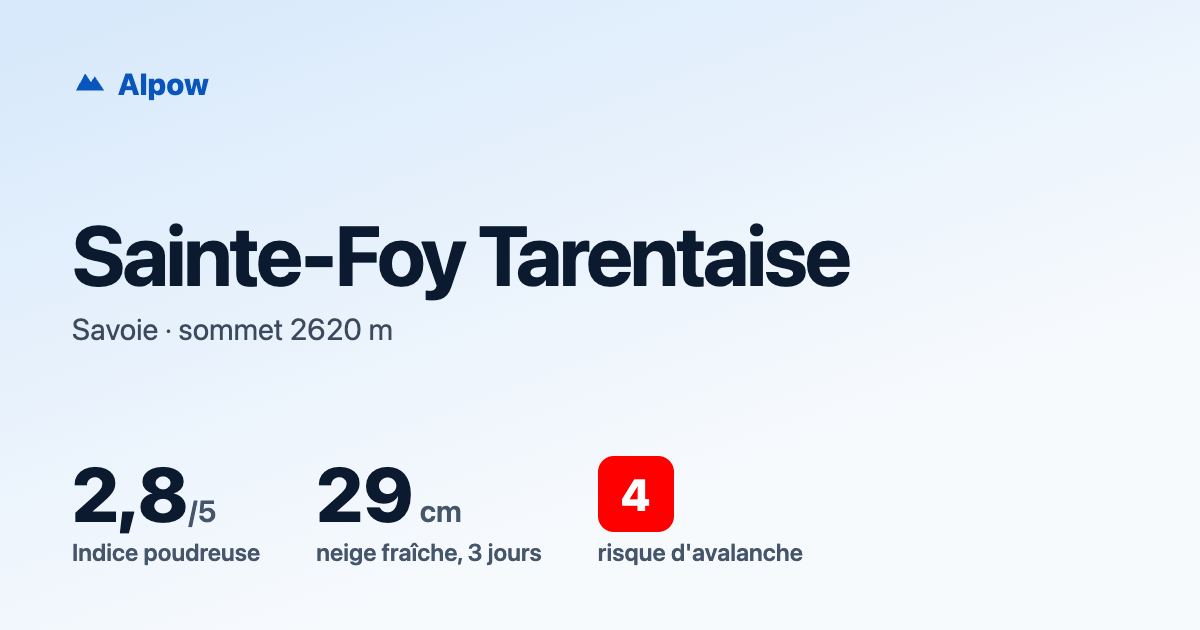 Alpow
Sainte-Foy Tarentaise
Savoie · sommet 2620 m
2,8/5
Indice poudreuse
29 cm
neige fraîche, 3 jours
4
risque d'avalanche